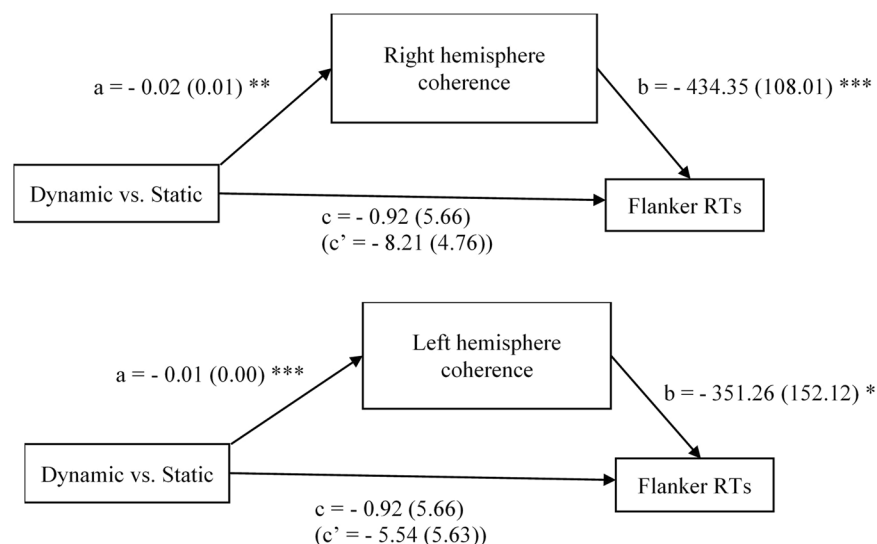 Right hemisphere
coherence
a = - 0.02 (0.01) **
b = - 434.35 (108.01) ***
Dynamic vs. Static
Flanker RTs
c = - 0.92 (5.66)
(c’ = - 8.21 (4.76))
Left hemisphere
coherence
a = - 0.01 (0.00) ***
b = - 351.26 (152.12) *
Dynamic vs. Static
Flanker RTs
c = - 0.92 (5.66)
(c’ = - 5.54 (5.63))